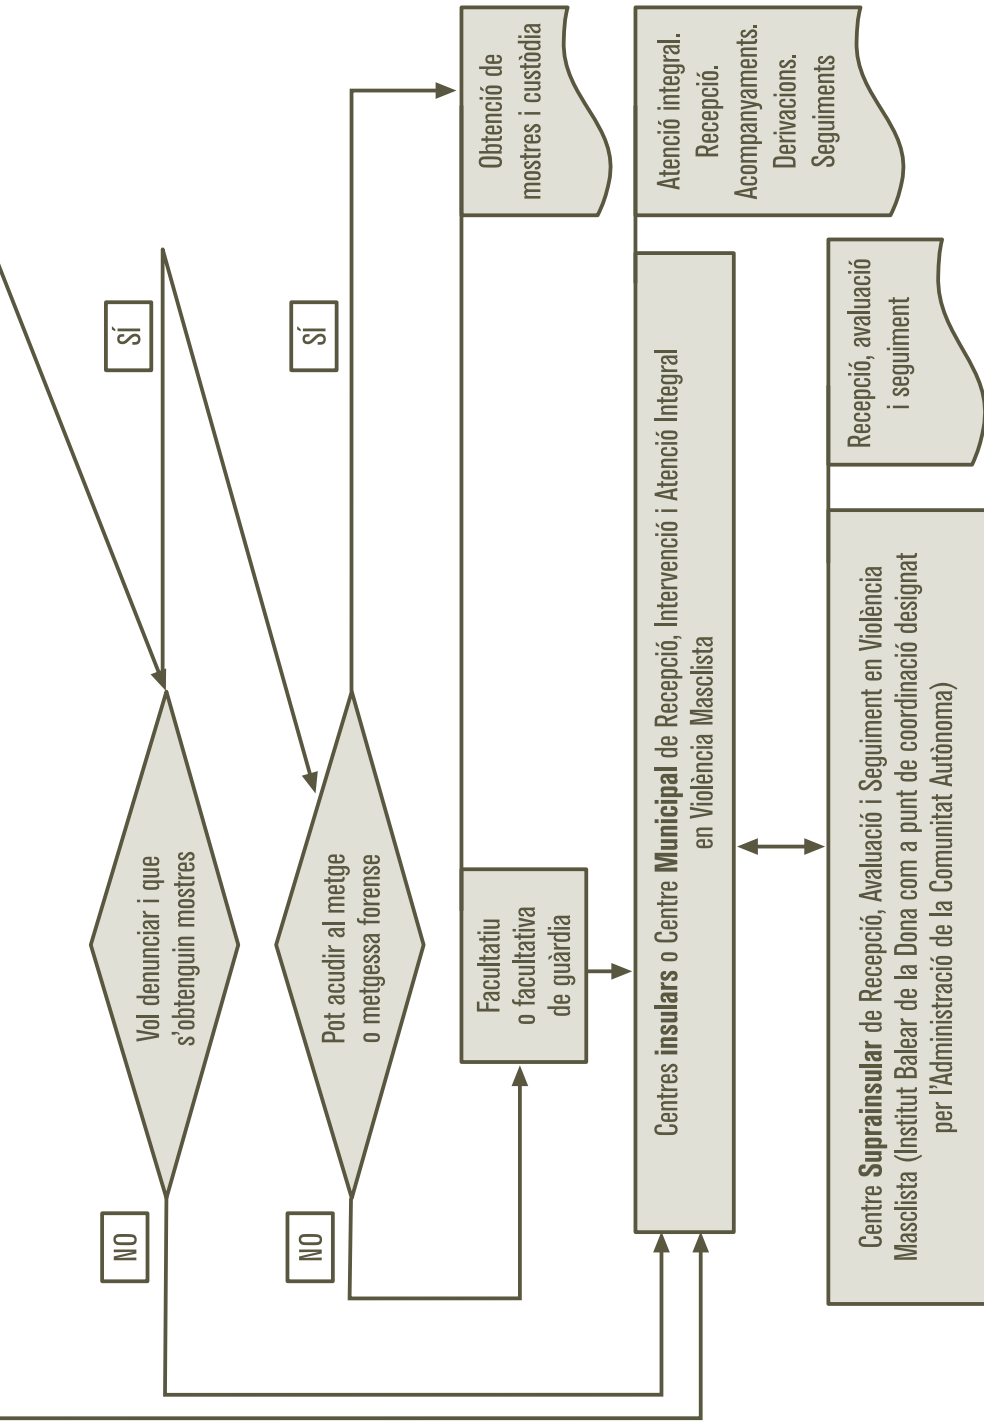 Vol denunciar i que
s'obtenguin mostres
NO
SÍ
Pot acudir al metge
o metgessa forense
NO
SÍ
Facultatiu
o facultativa
de guàrdia
Obtenció de
mostres i custòdia
Centres insulars o Centre Municipal de Recepció, Intervenció i Atenció Integral
en Violència Masclista
Atenció integral.
Recepció.
Acompanyaments.
Derivacions.
Seguiments
Centre Suprainsular de Recepció, Avaluació i Seguiment en Violència
Masclista (Institut Balear de la Dona com a punt de coordinació designat
per l'Administració de la Comunitat Autònoma)
Recepció, avaluació
i seguiment